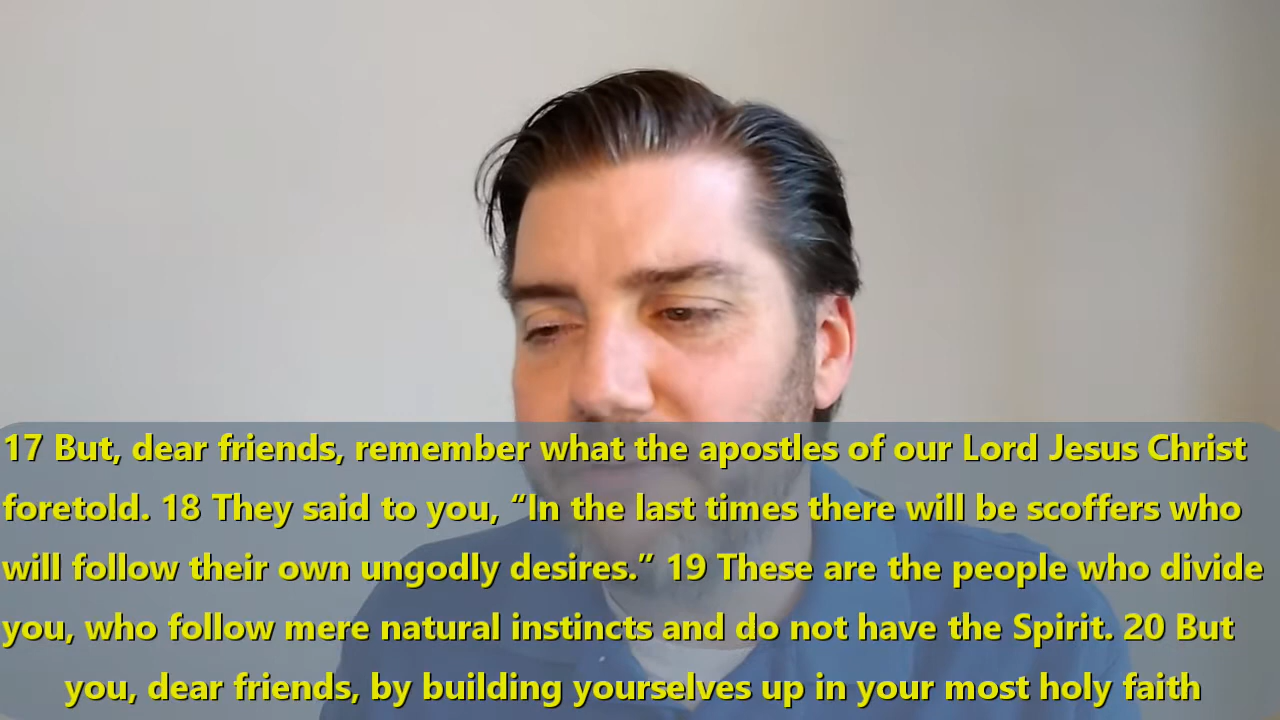 17 But, dear friends, remember what the apostles of our Lord Jesus Christ
foretold. 18 They said to you, “In the last times there will be scoffers who
will follow their own ungodly desires.” 19 These are the people who divide
you, who follow mere natural instincts and do not have the Spirit. 20 But
you, dear friends, by building yourselves up in your most holy faith